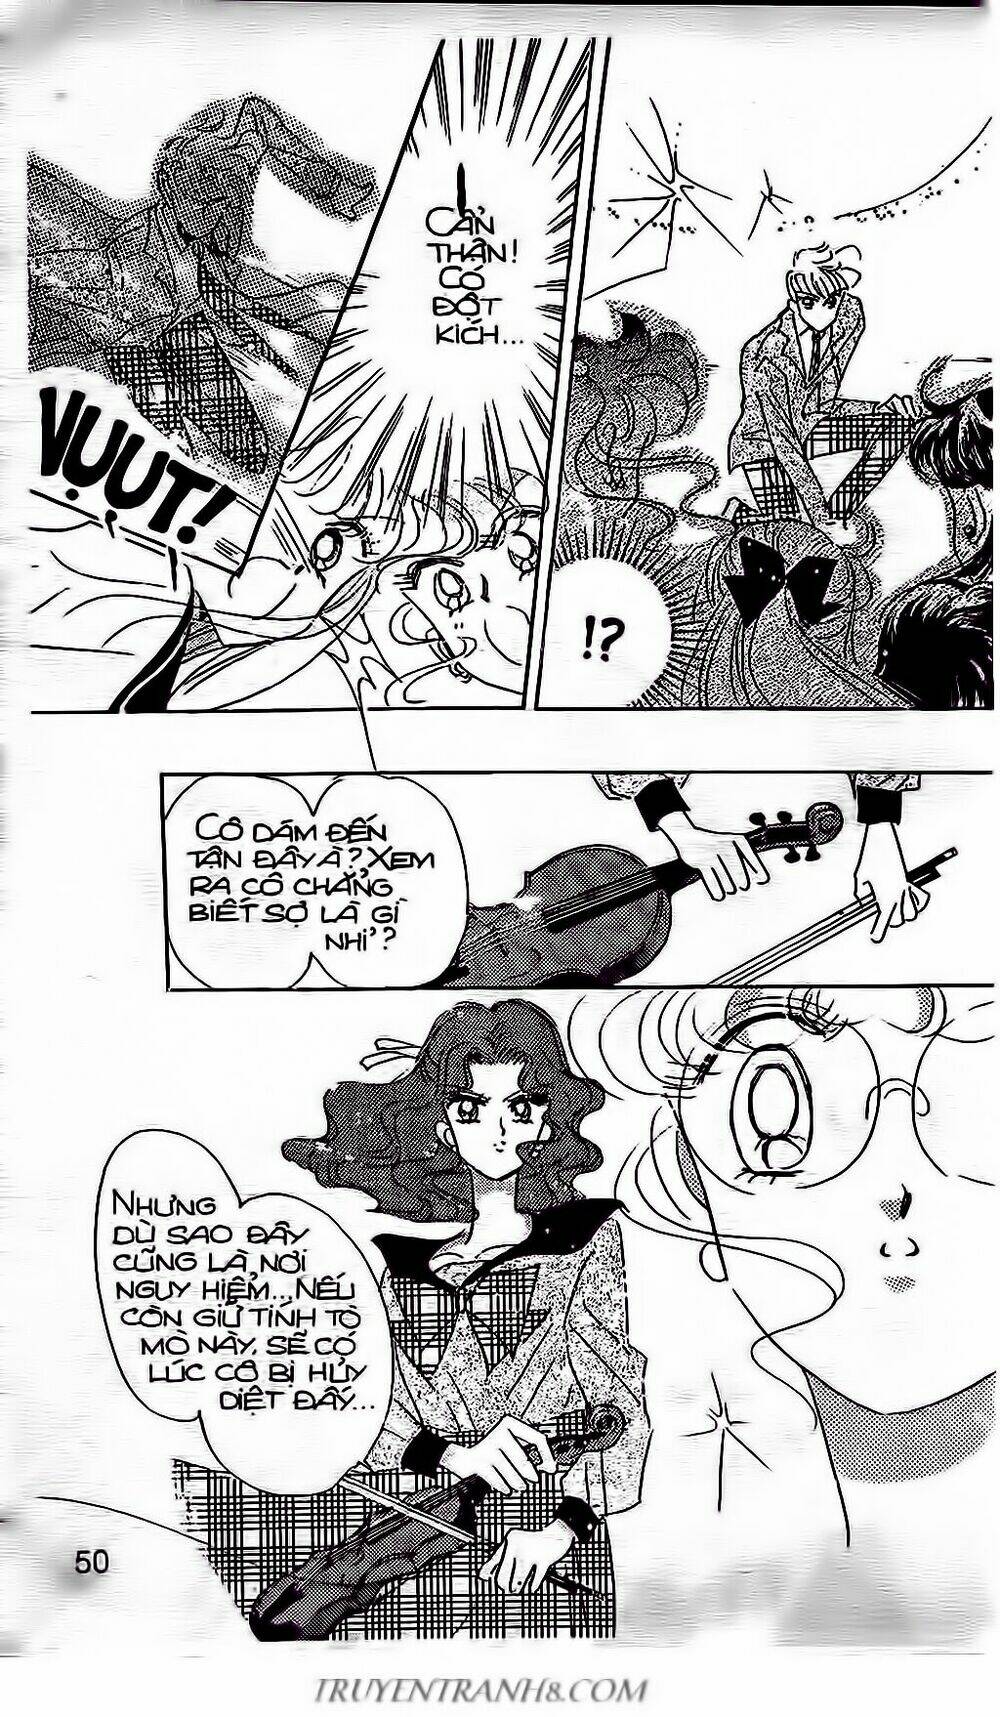 !?
CẨN
THẬN!
CÓ
ĐỘT
KÍCH...
VỤÚT!
CÔ DÁM ĐẾN
TẬN ĐÂY À? XEM
RA CÔ CHẲNG
BIẾT SỢ LÀ GÌ
NHỈ?
NHƯNG
DÙ SAO ĐÂY
CŨNG LÀ NƠI
NGUY HIỂM... NẾU
CÒN GIỮ TÍNH TÒ
MÒ NÀY, SẼ CÓ
LÚC CÔ BỊ HỦY
DIỆT ĐẤY...
50
TRUYENTRANH8.COM